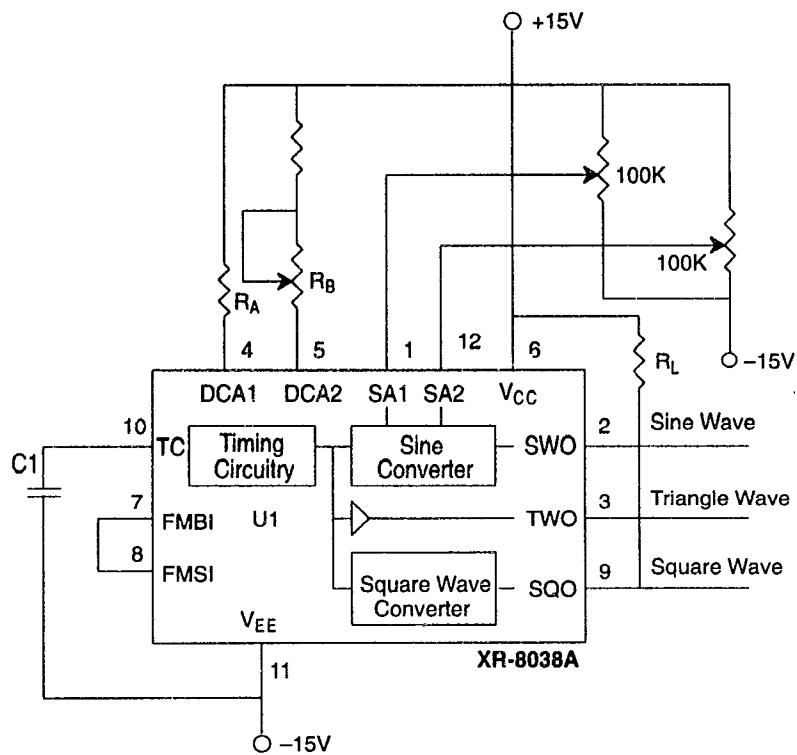 +15V
100K
100K
RA
RB
4
5
1
12
6
RL
−15V
DCA1
DCA2
SA1
SA2
VCC
10
TC
Timing
Circuitry
Sine
Converter
SWO
2
Sine Wave
C1
7
FMBI
U1
TWO
3
Triangle Wave
8
FMSI
Square Wave
Converter
SQO
9
Square Wave
VEE
XR-8038A
11
−15V